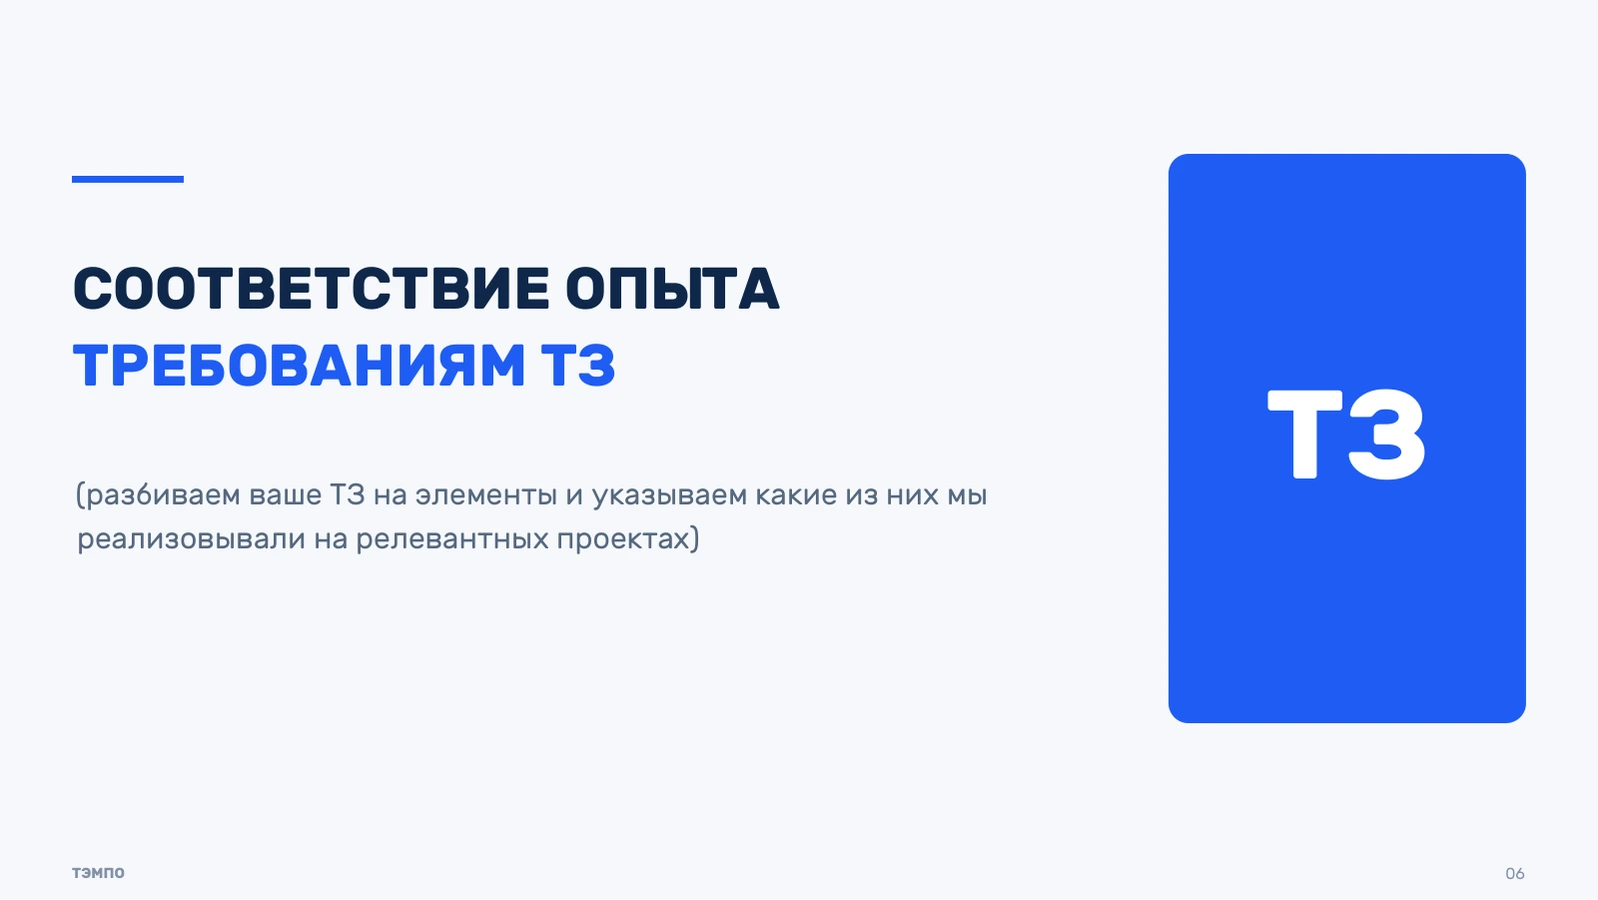 СООТВЕТСТВИЕ ОПЫТА
ТРЕБОВАНИЯМ ТЗ
(разбиваем ваше ТЗ на элементы и указываем какие из них мы
реализовывали на релевантных проектах)
ТЗ
ТЭМПО
06